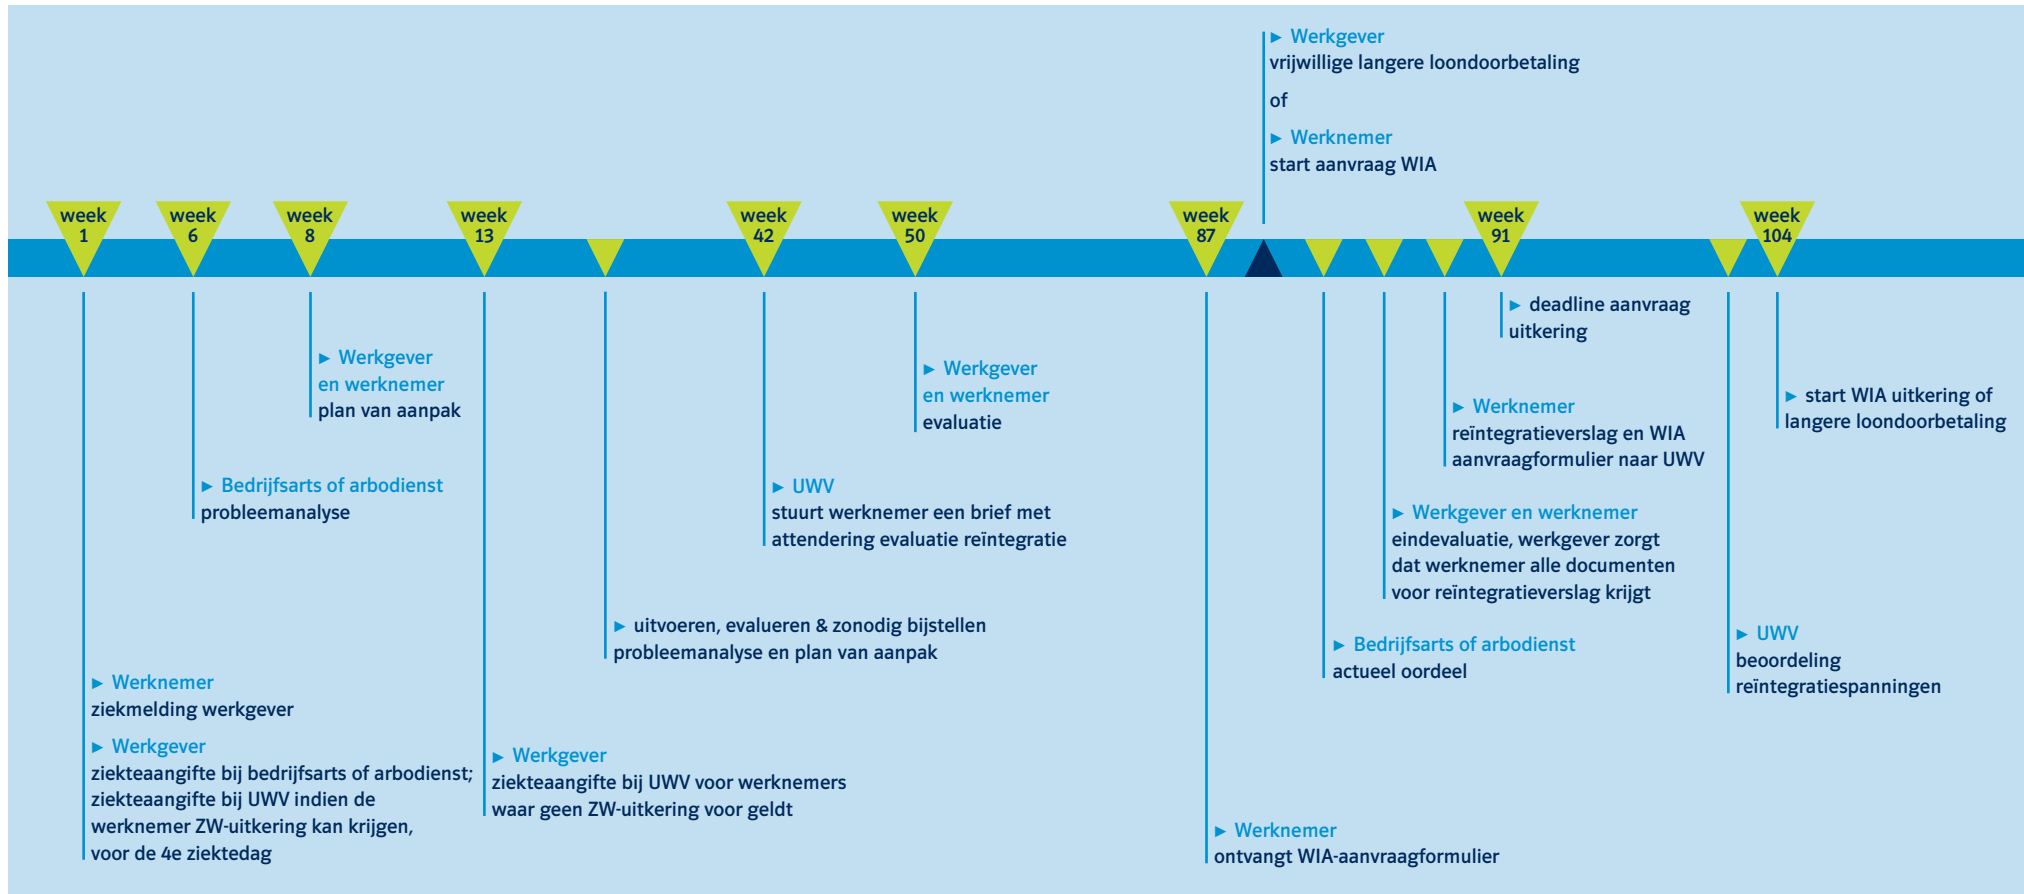 ► Werkgever
vrijwillige langere loondoorbetaling
of
► Werknemer
start aanvraag WIA
week
1
week
6
week
8
week
13
week
42
week
50
week
87
week
91
week
104
► Werknemer
ziekmelding werkgever
► Werkgever
ziekteaangifte bij bedrijfsarts of arbodienst;
ziekteaangifte bij UWV indien de
werknemer ZW-uitkering kan krijgen,
voor de 4e ziektedag
► Bedrijfsarts of arbodienst
probleemanalyse
► Werkgever
en werknemer
plan van aanpak
► Werkgever
ziekteaangifte bij UWV voor werknemers
waar geen ZW-uitkering voor geldt
► uitvoeren, evalueren & zonodig bijstellen
probleemanalyse en plan van aanpak
► UWV
stuurt werknemer een brief met
attendering evaluatie reïntegratie
► Werkgever
en werknemer
evaluatie
► Werknemer
ontvangt WIA-aanvraagformulier
► Bedrijfsarts of arbodienst
actueel oordeel
► Werkgever en werknemer
eindevaluatie, werkgever zorgt
dat werknemer alle documenten
voor reïntegratieverslag krijgt
► Werknemer
reïntegratieverslag en WIA
aanvraagformulier naar UWV
► deadline aanvraag
uitkering
► UWV
beoordeling
reïntegratiespanningen
► start WIA uitkering of
langere loondoorbetaling